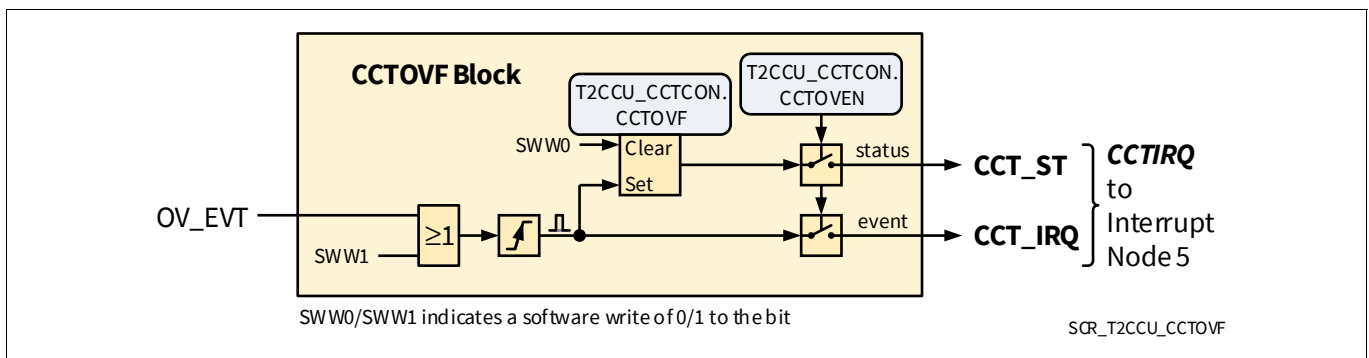 CCTOVF Block
T2CCU_CCTCON.
CCTOVF
T2CCU_CCTCON.
CCTOVEN
SWW0
Clear
Set
status
CCT_ST
CCTIRQ
to
Interrupt
Node 5
OV_EVT
≥1
SWW1
event
CCT_IRQ
SWW0/SWW1 indicates a software write of 0/1 to the bit
SCR_T2CCU_CCTOVF